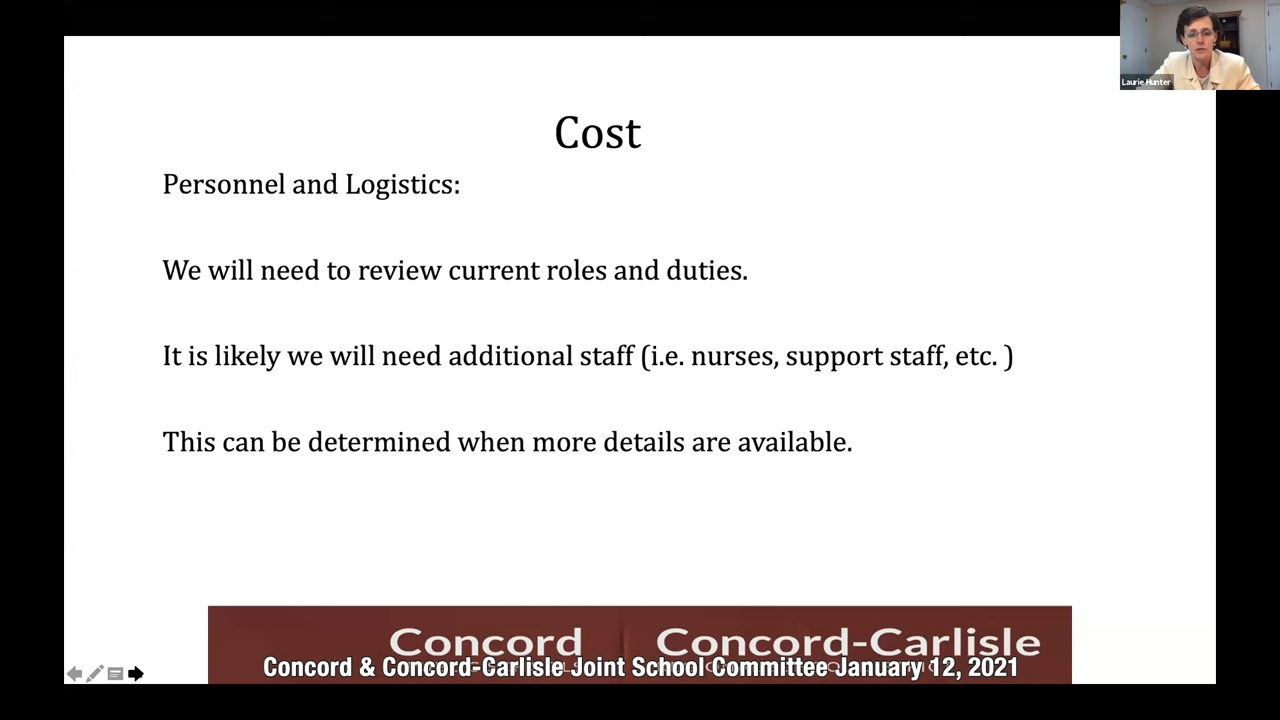 Laurie Hunter
Cost
Personnel and Logistics:
We will need to review current roles and duties.
It is likely we will need additional staff (i.e. nurses, support staff, etc. )
This can be determined when more details are available.
Concord Concord-Carlisle
Concord & Concord-Carlisle Joint School Committee January 12, 2021